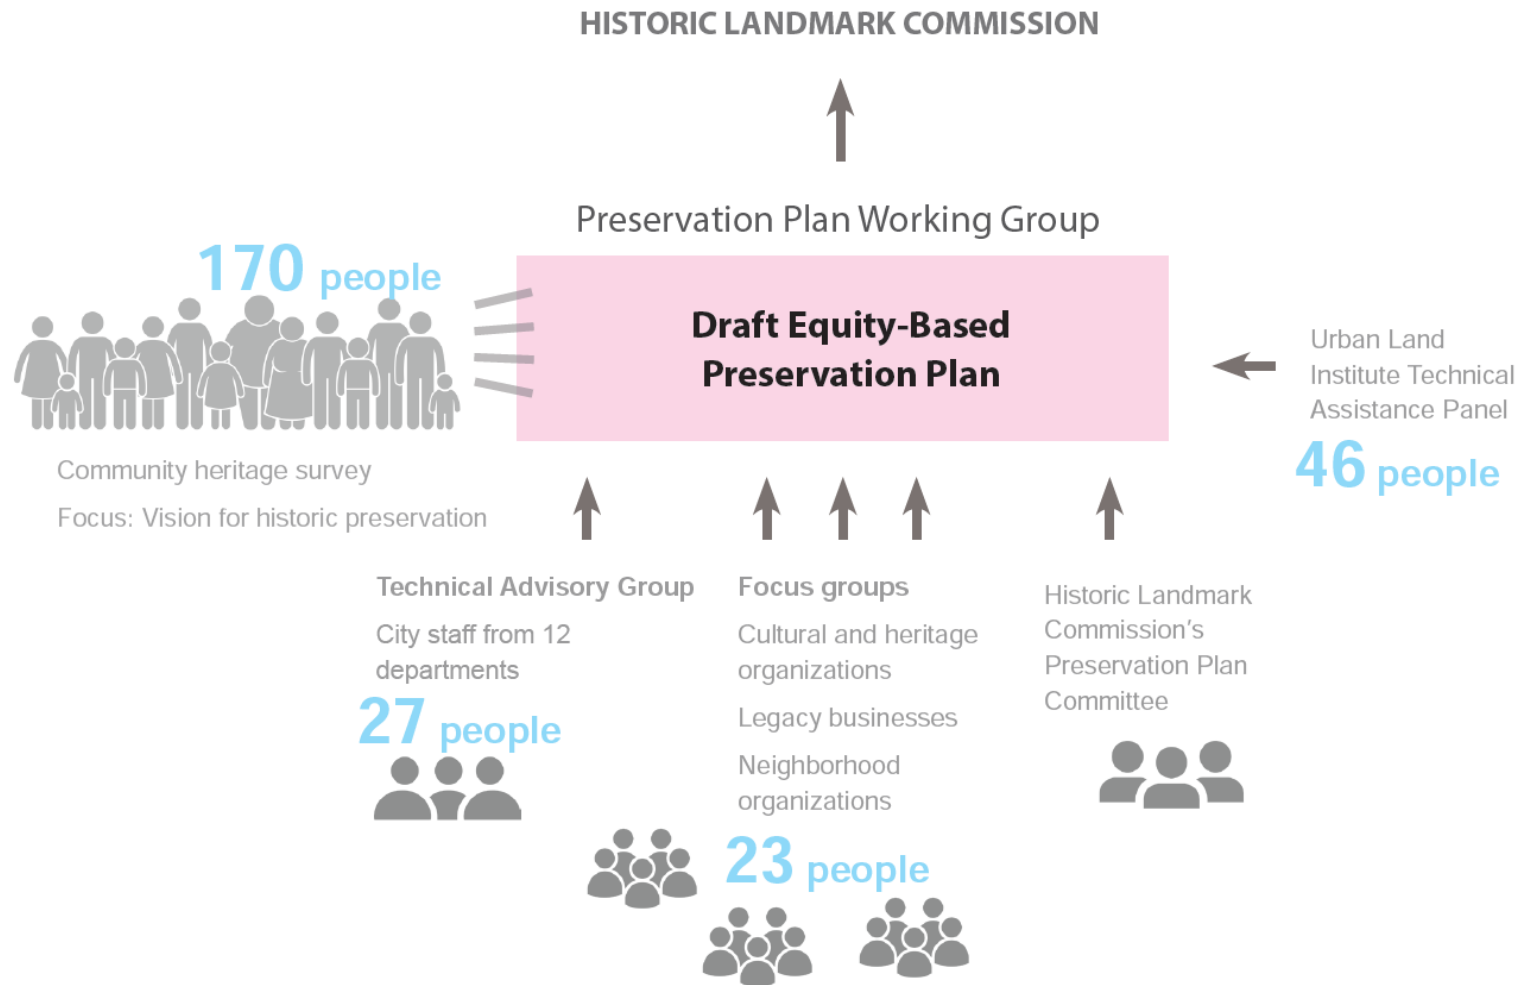 HISTORIC LANDMARK COMMISSION
Preservation Plan Working Group
Draft Equity-Based
Preservation Plan
170 people
Community heritage survey
Focus: Vision for historic preservation
Urban Land
Institute Technical
Assistance Panel
46 people
Technical Advisory Group
City staff from 12
departments
27 people
Focus groups
Cultural and heritage
organizations
Legacy businesses
Neighborhood
organizations
23 people
Historic Landmark
Commission’s
Preservation Plan
Committee